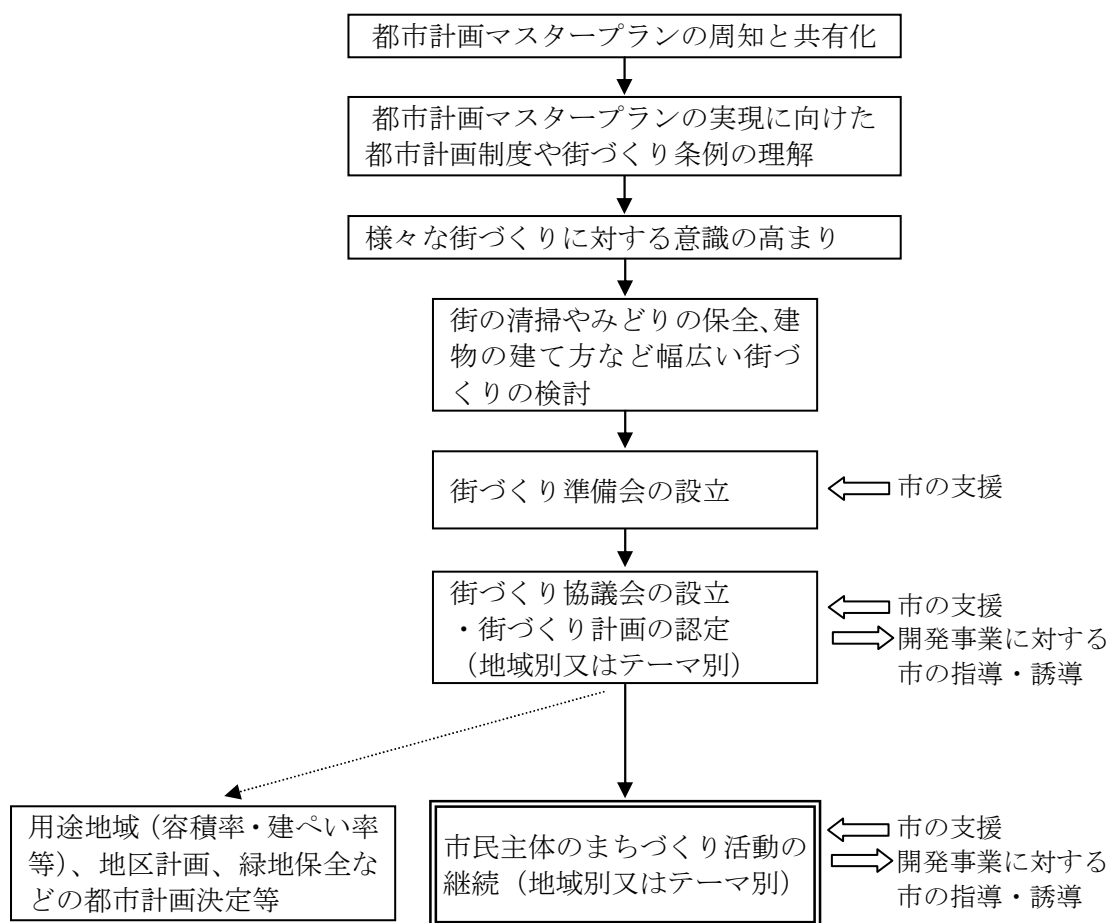 都市計画マスタープランの周知と共有化
都市計画マスタープランの実現に向けた
都市計画制度や街づくり条例の理解
様々な街づくりに対する意識の高まり
街の清掃やみどりの保全、建
物の建て方など幅広い街づ
くりの検討
街づくり準備会の設立
市の支援
街づくり協議会の設立
・街づくり計画の認定
（地域別又はテーマ別）
市の支援
開発事業に対する
市の指導・誘導
用途地域（容積率・建ぺい率
等）、地区計画、緑地保全な
どの都市計画決定等
市民主体のまちづくり活動の
継続（地域別又はテーマ別）
市の支援
開発事業に対する
市の指導・誘導